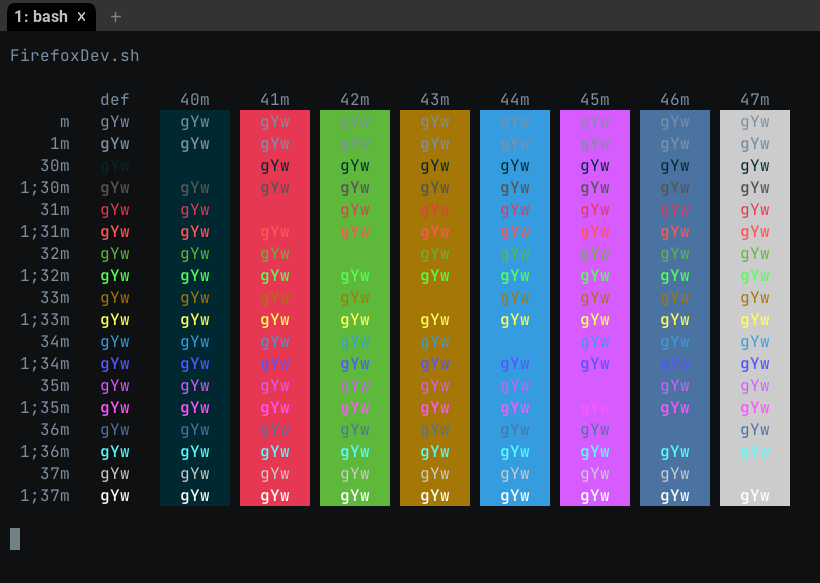 1: bash × +
FirefoxDev.sh
def 40m 41m 42m 43m 44m 45m 46m 47m
m gYw gYw gYw gYw gYw gYw gYw gYw gYw
1m gYw gYw gYw gYw gYw gYw gYw gYw gYw
30m gYw gYw gYw gYw gYw gYw gYw gYw
1;30m gYw gYw gYw gYw gYw gYw gYw gYw gYw
31m gYw gYw gYw gYw gYw gYw gYw gYw
1;31m gYw gYw gYw gYw gYw gYw gYw gYw gYw
32m gYw gYw gYw gYw gYw gYw gYw gYw
1;32m gYw gYw gYw gYw gYw gYw gYw gYw gYw
33m gYw gYw gYw gYw gYw gYw gYw gYw
1;33m gYw gYw gYw gYw gYw gYw gYw gYw gYw
34m gYw gYw gYw gYw gYw gYw gYw gYw
1;34m gYw gYw gYw gYw gYw gYw gYw gYw gYw
35m gYw gYw gYw gYw gYw gYw gYw gYw
1;35m gYw gYw gYw gYw gYw gYw gYw gYw gYw
36m gYw gYw gYw gYw gYw gYw gYw gYw
1;36m gYw gYw gYw gYw gYw gYw gYw gYw gYw
37m gYw gYw gYw gYw gYw gYw gYw gYw
1;37m gYw gYw gYw gYw gYw gYw gYw gYw gYw